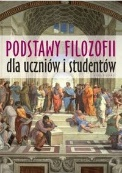 PODSTAWY FILOZOFII
dla uczniów i studentów